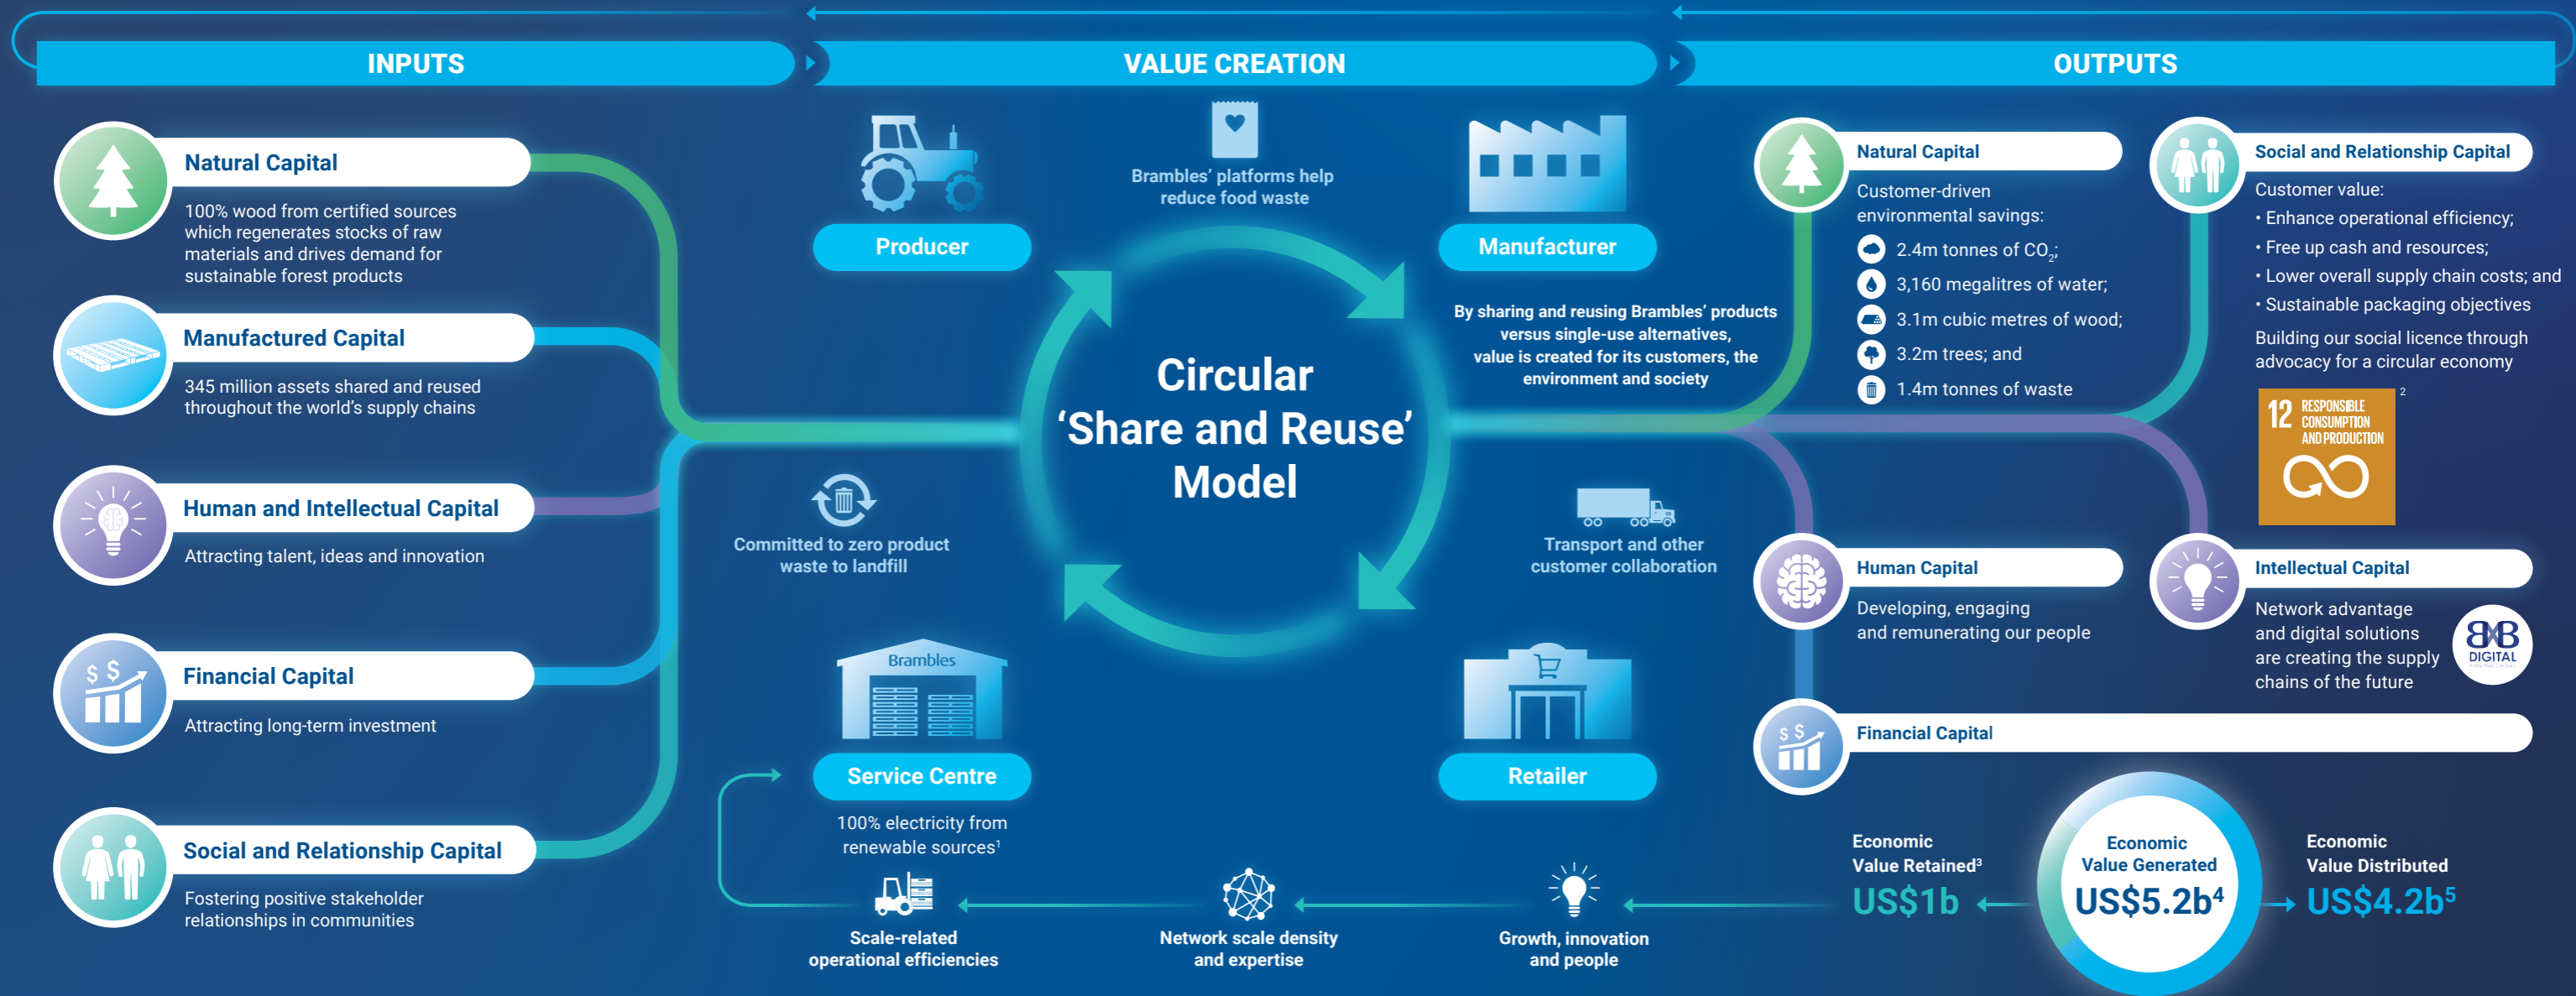 INPUTS
VALUE CREATION
OUTPUTS
Natural Capital
100% wood from certified sources
which regenerates stocks of raw
materials and drives demand for
sustainable forest products
Manufactured Capital
345 million assets shared and reused
throughout the world's supply chains
Human and Intellectual Capital
Attracting talent, ideas and innovation
Financial Capital
Attracting long-term investment
Social and Relationship Capital
Fostering positive stakeholder
relationships in communities
Producer
Brambles' platforms help
reduce food waste
Manufacturer
By sharing and reusing Brambles' products
versus single-use alternatives,
value is created for its customers, the
environment and society
Circular
‘Share and Reuse’
Model
Committed to zero product
waste to landfill
Transport and other
customer collaboration
Brambles
Service Centre
100% electricity from
renewable sources¹
Retailer
Scale-related
operational efficiencies
Network scale density
and expertise
Growth, innovation
and people
Natural Capital
Customer-driven
environmental savings:
2.4m tonnes of CO₂;
3,160 megalitres of water;
3.1m cubic metres of wood;
3.2m trees; and
1.4m tonnes of waste
Social and Relationship Capital
Customer value:
• Enhance operational efficiency;
• Free up cash and resources;
• Lower overall supply chain costs; and
• Sustainable packaging objectives
Building our social licence through
advocacy for a circular economy
12 RESPONSIBLE
CONSUMPTION
AND PRODUCTION
2
Human Capital
Developing, engaging
and remunerating our people
Intellectual Capital
Network advantage
and digital solutions
are creating the supply
chains of the future
BXB
DIGITAL
$ $
Financial Capital
$ $
Economic
Value Retained³
US$1b
Economic
Value Generated
US$5.2b⁴
Economic
Value Distributed
US$4.2b⁵